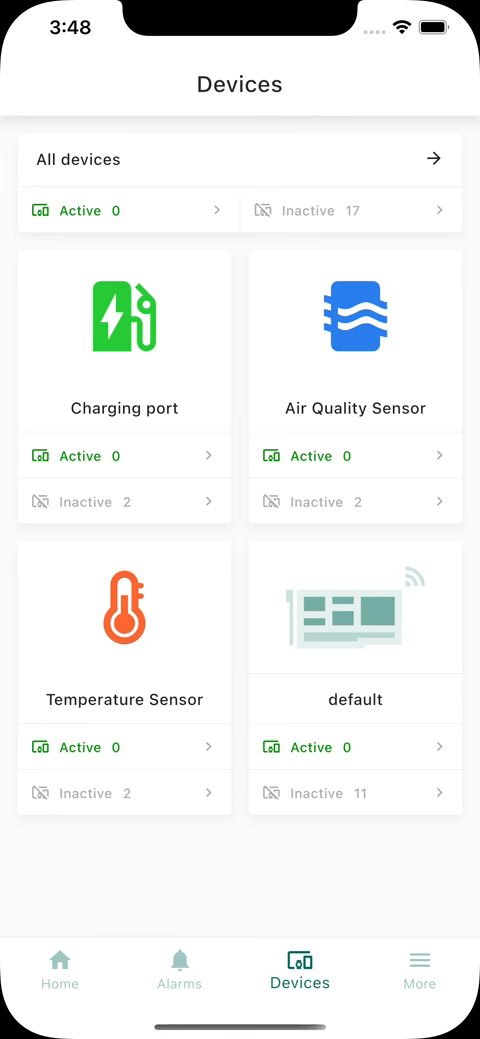 3:48
Devices
All devices
Active 0
Inactive 17
Charging port
Air Quality Sensor
Active 0
Active 0
Inactive 2
Inactive 2
Temperature Sensor
default
Active 0
Active 0
Inactive 2
Inactive 11
Home
Alarms
Devices
More